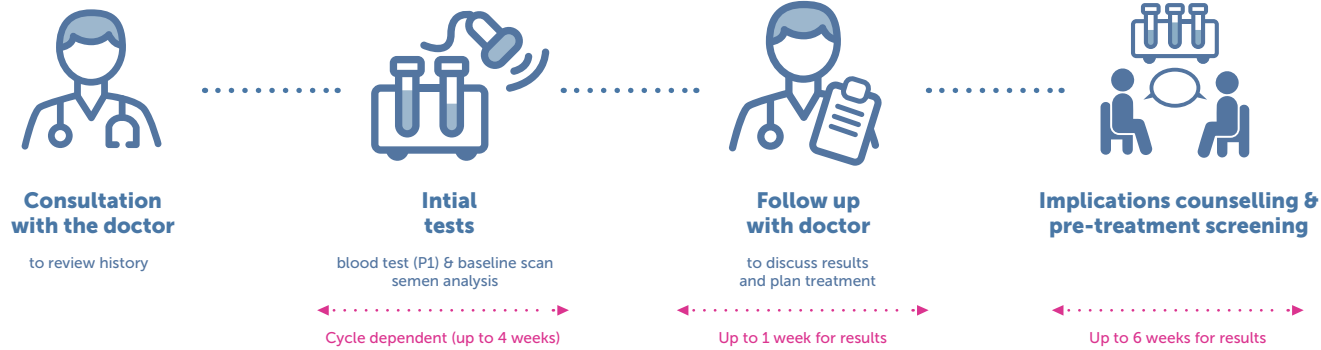 Consultation
with the doctor
to review history
Intial
tests
blood test (P1) & baseline scan
semen analysis
Cycle dependent (up to 4 weeks)
Follow up
with doctor
to discuss results
and plan treatment
Up to 1 week for results
Implications counselling &
pre-treatment screening
Up to 6 weeks for results